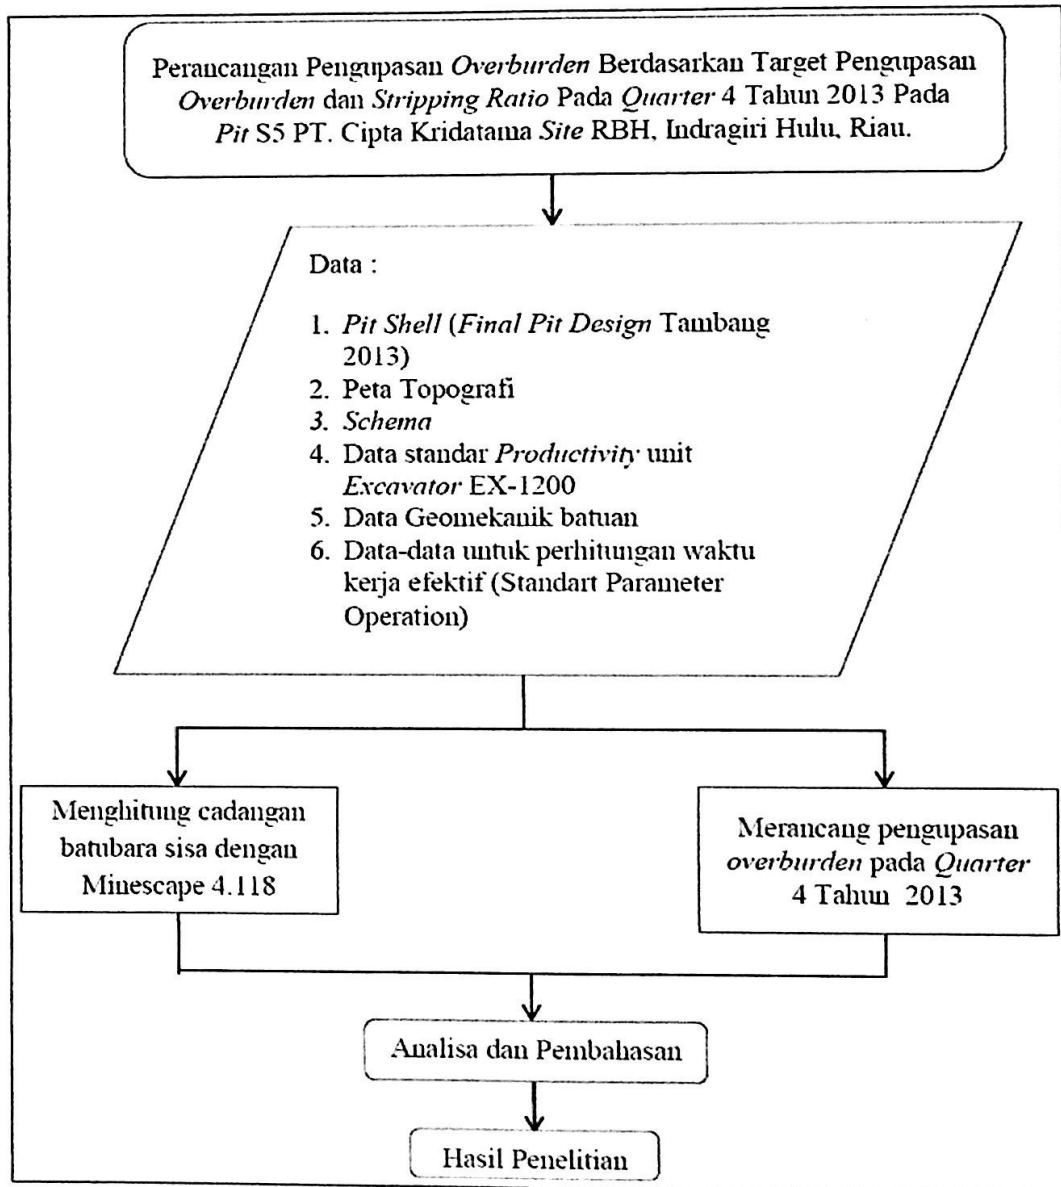 Perancangan Pengupasan Overburden Berdasarkan Target Pengupasan
Overburden dan Stripping Ratio Pada Quarter 4 Tahun 2013 Pada
Pit S5 PT. Cipta Kridatama Site RBH, Indragiri Hulu, Riau.
Data :
1. Pit Shell (Final Pit Design Tambang
2013)
2. Peta Topografi
3. Schema
4. Data standar Productivity unit
Excavator EX-1200
5. Data Geomekanik batuan
6. Data-data untuk perhitungan waktu
kerja efektif (Standart Parameter
Operation)
Menghitung cadangan
batubara sisa dengan
Minescape 4.118
Merancang pengupasan
overburden pada Quarter
4 Tahun 2013
Analisa dan Pembahasan
Hasil Penelitian